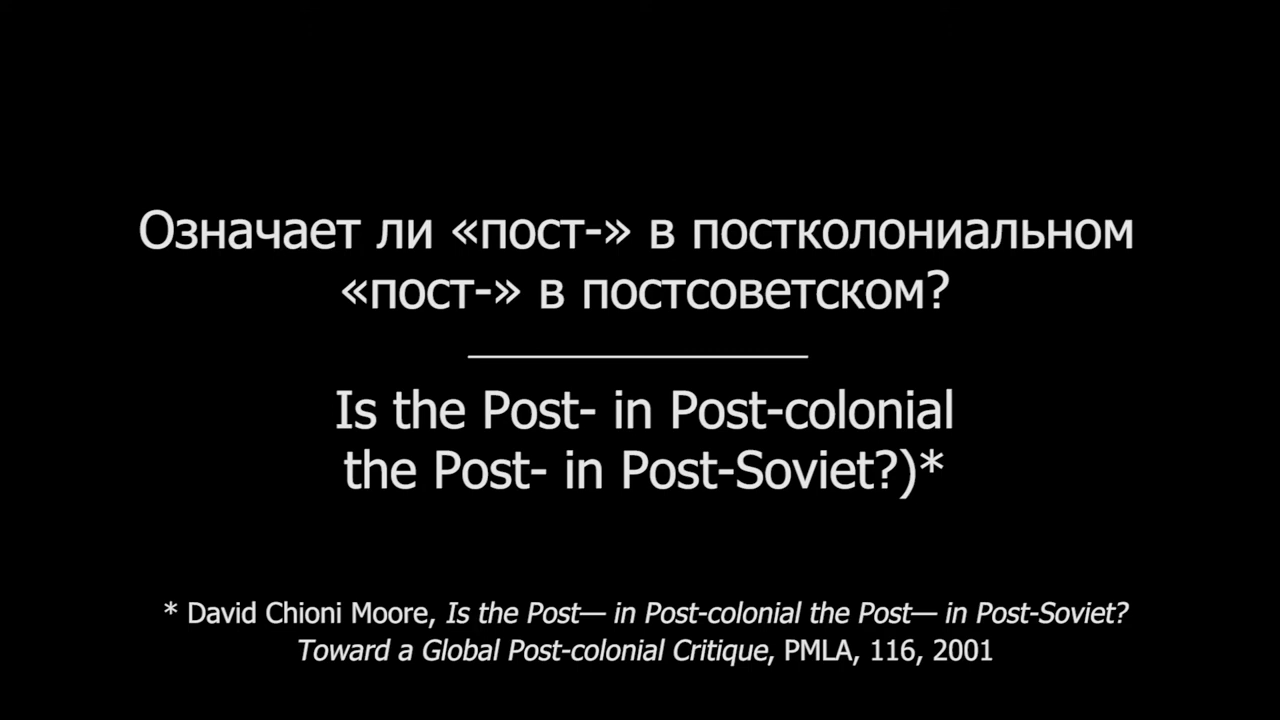 Означает ли «пост-» в постколониальном
«пост-» в постсоветском?
Is the Post- in Post-colonial
the Post- in Post-Soviet?)*
* David Chioni Moore, Is the Post— in Post-colonial the Post— in Post-Soviet?
Toward a Global Post-colonial Critique, PMLA, 116, 2001